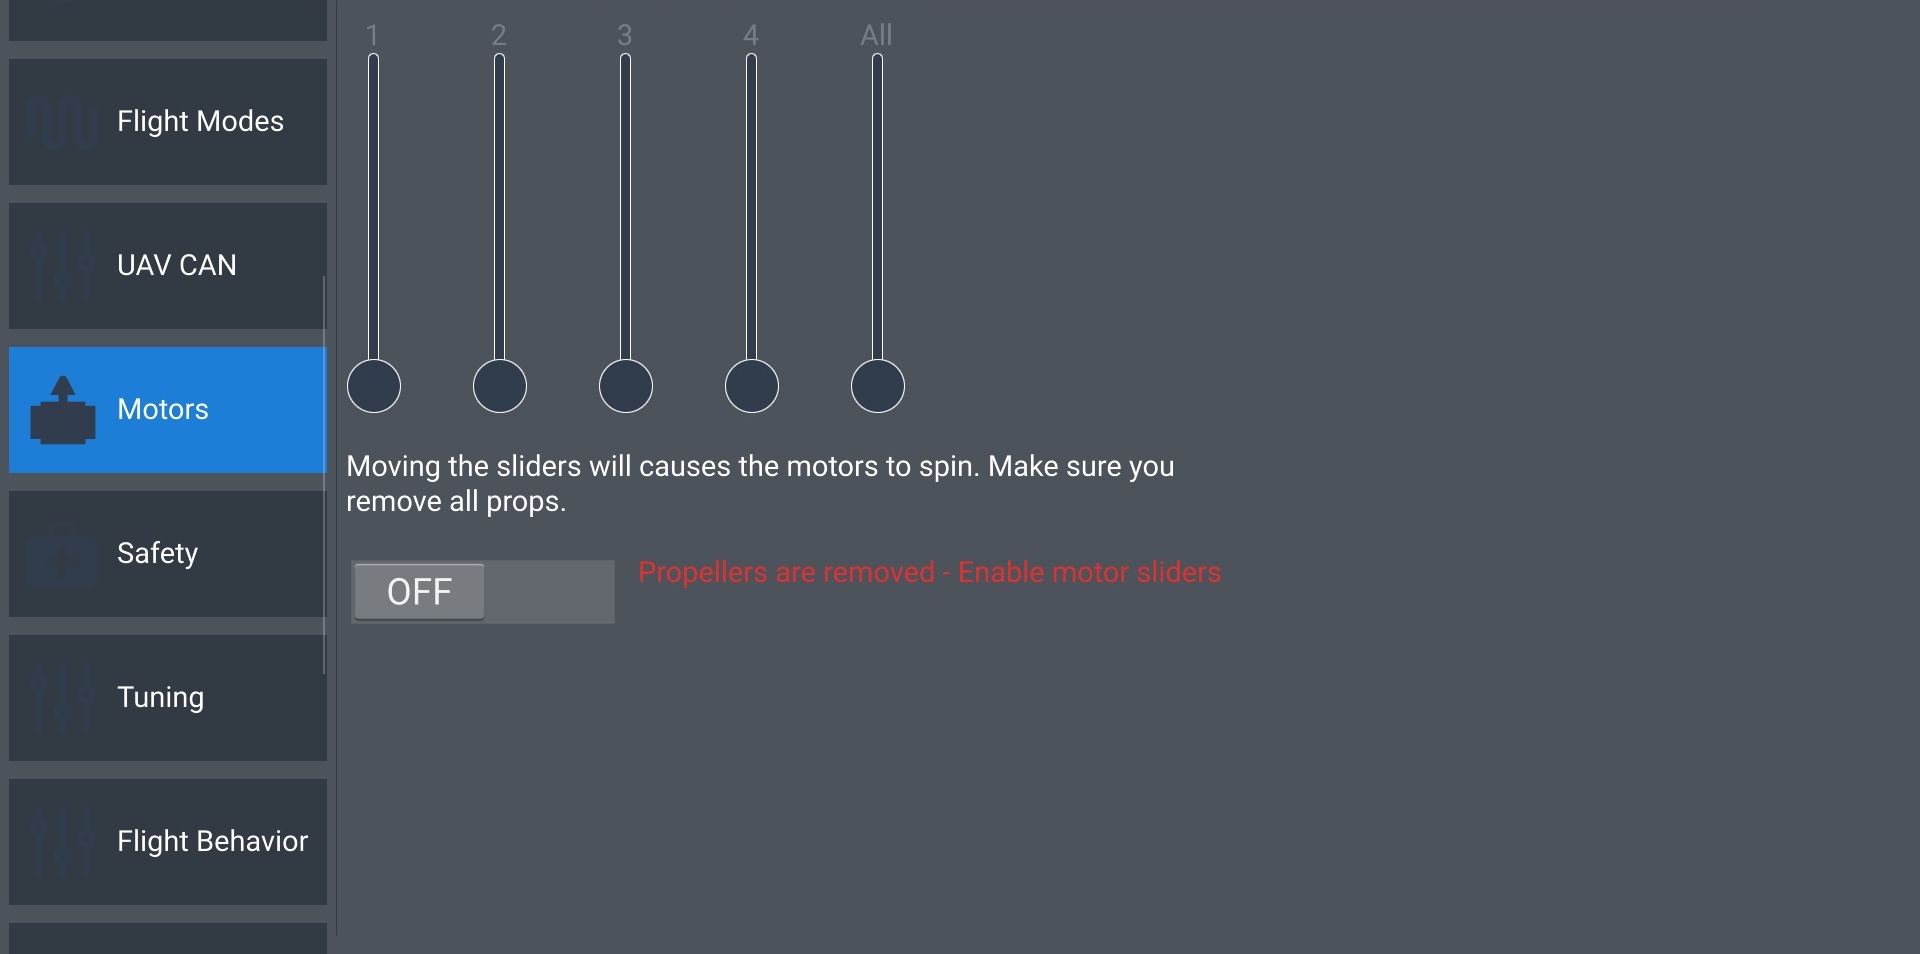 Flight Modes
UAV CAN
Motors
Safety
Tuning
Flight Behavior
1 2 3 4 All
Moving the sliders will causes the motors to spin. Make sure you
remove all props.
OFF
Propellers are removed - Enable motor sliders